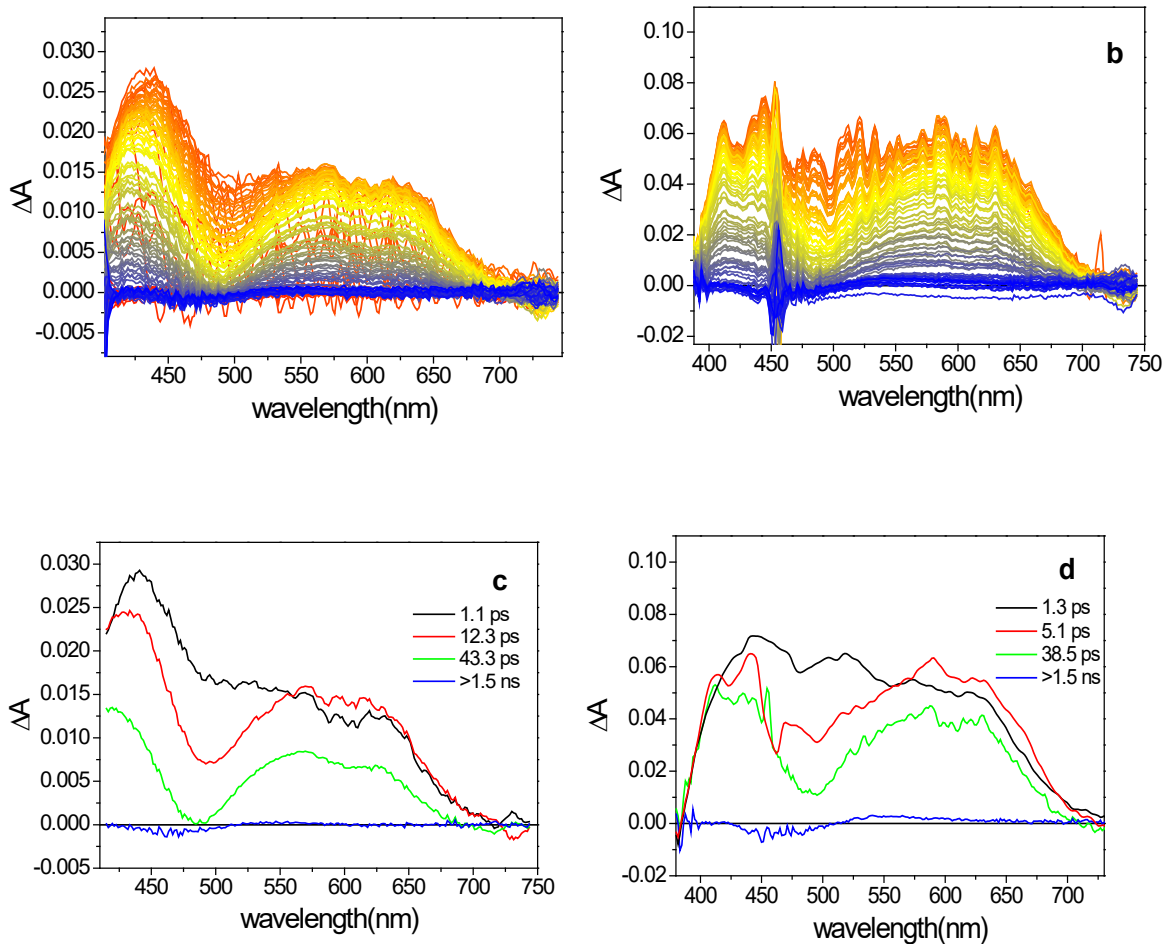 0.030
0.025
0.020
0.015
0.010
0.005
0.000
-0.005
ΔA
450 500 550 600 650 700
wavelength(nm)
b
0.10
0.08
0.06
0.04
0.02
0.00
-0.02
ΔA
400 450 500 550 600 650 700 750
wavelength(nm)
c
0.030
0.025
0.020
0.015
0.010
0.005
0.000
-0.005
ΔA
1.1 ps
12.3 ps
43.3 ps
>1.5 ns
450 500 550 600 650 700 750
wavelength(nm)
d
0.10
0.08
0.06
0.04
0.02
0.00
-0.02
ΔA
1.3 ps
5.1 ps
38.5 ps
>1.5 ns
400 450 500 550 600 650 700
wavelength(nm)